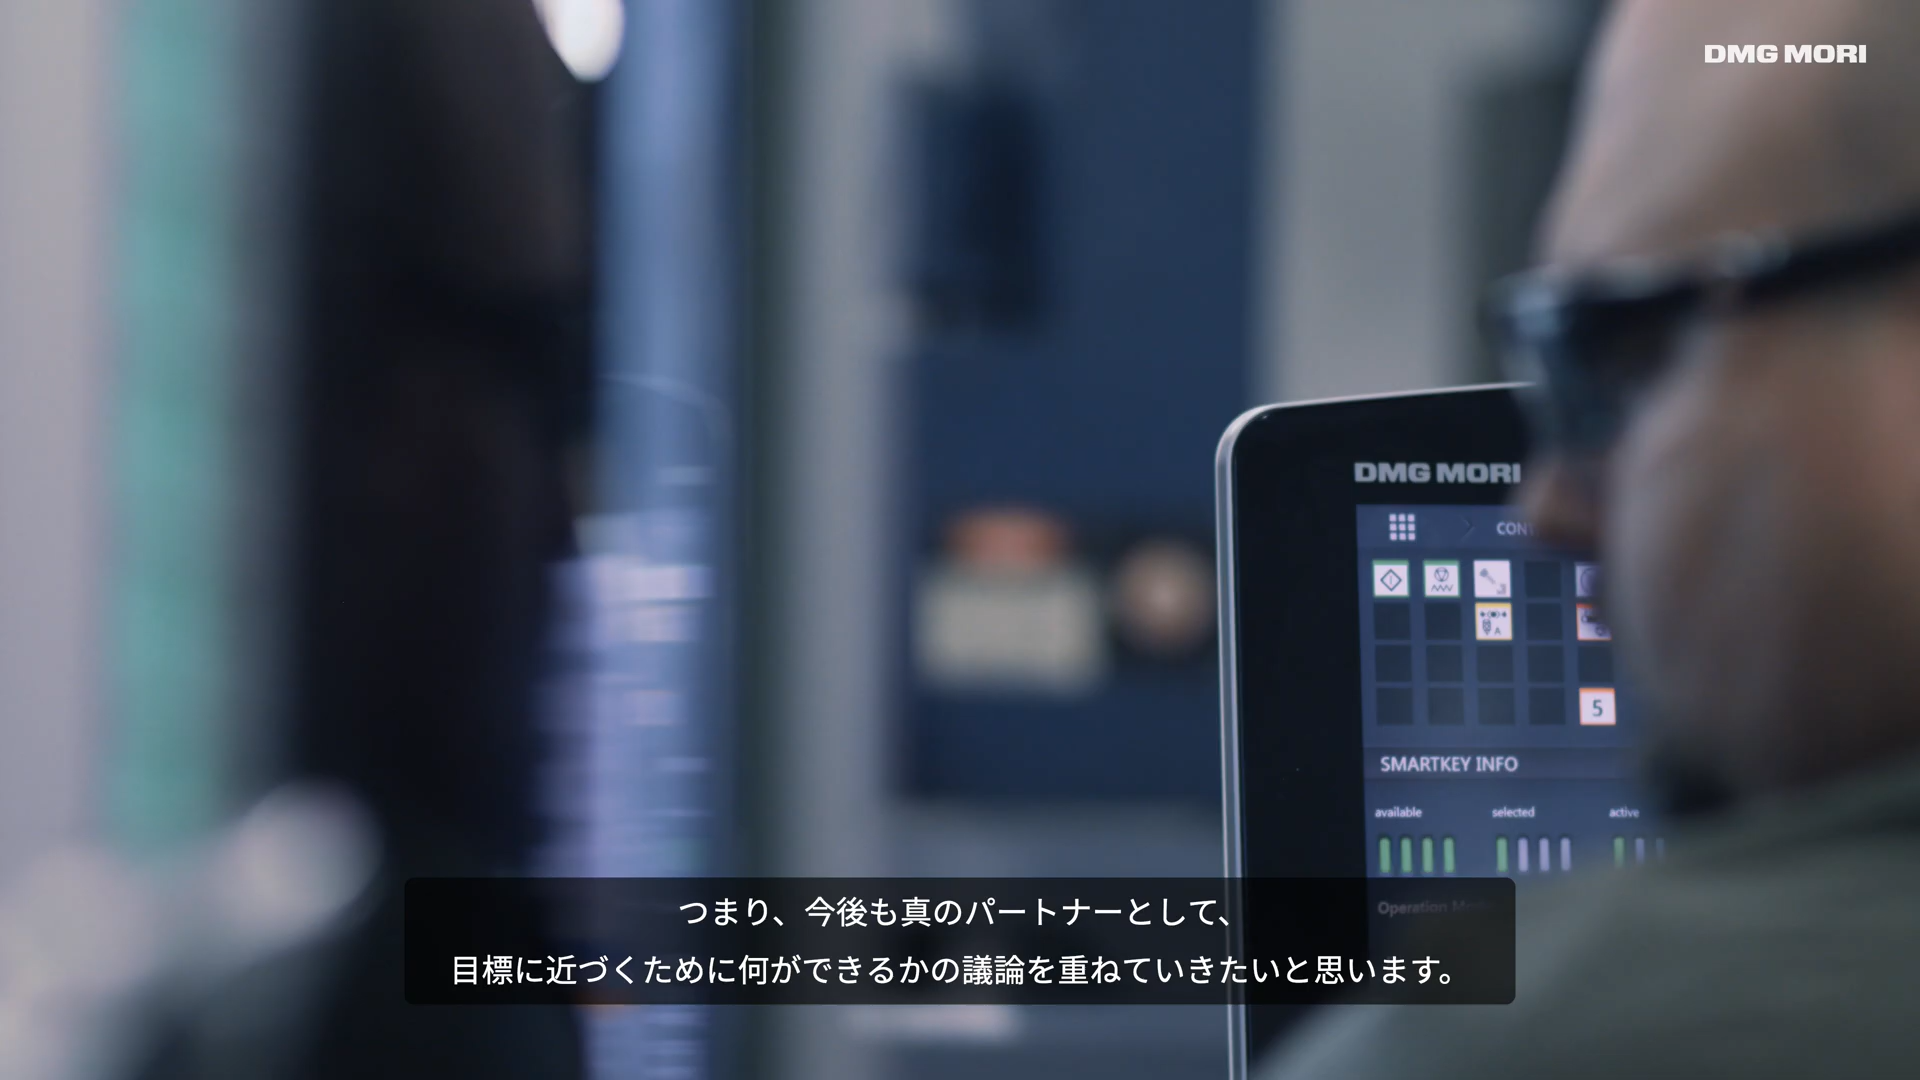 DMG MORI
DMG MORI
5
SMARTKEY INFO
available selected active
Operation
つまり、今後も真のパートナーとして、
目標に近づくために何ができるかの議論を重ねていきたいと思います。